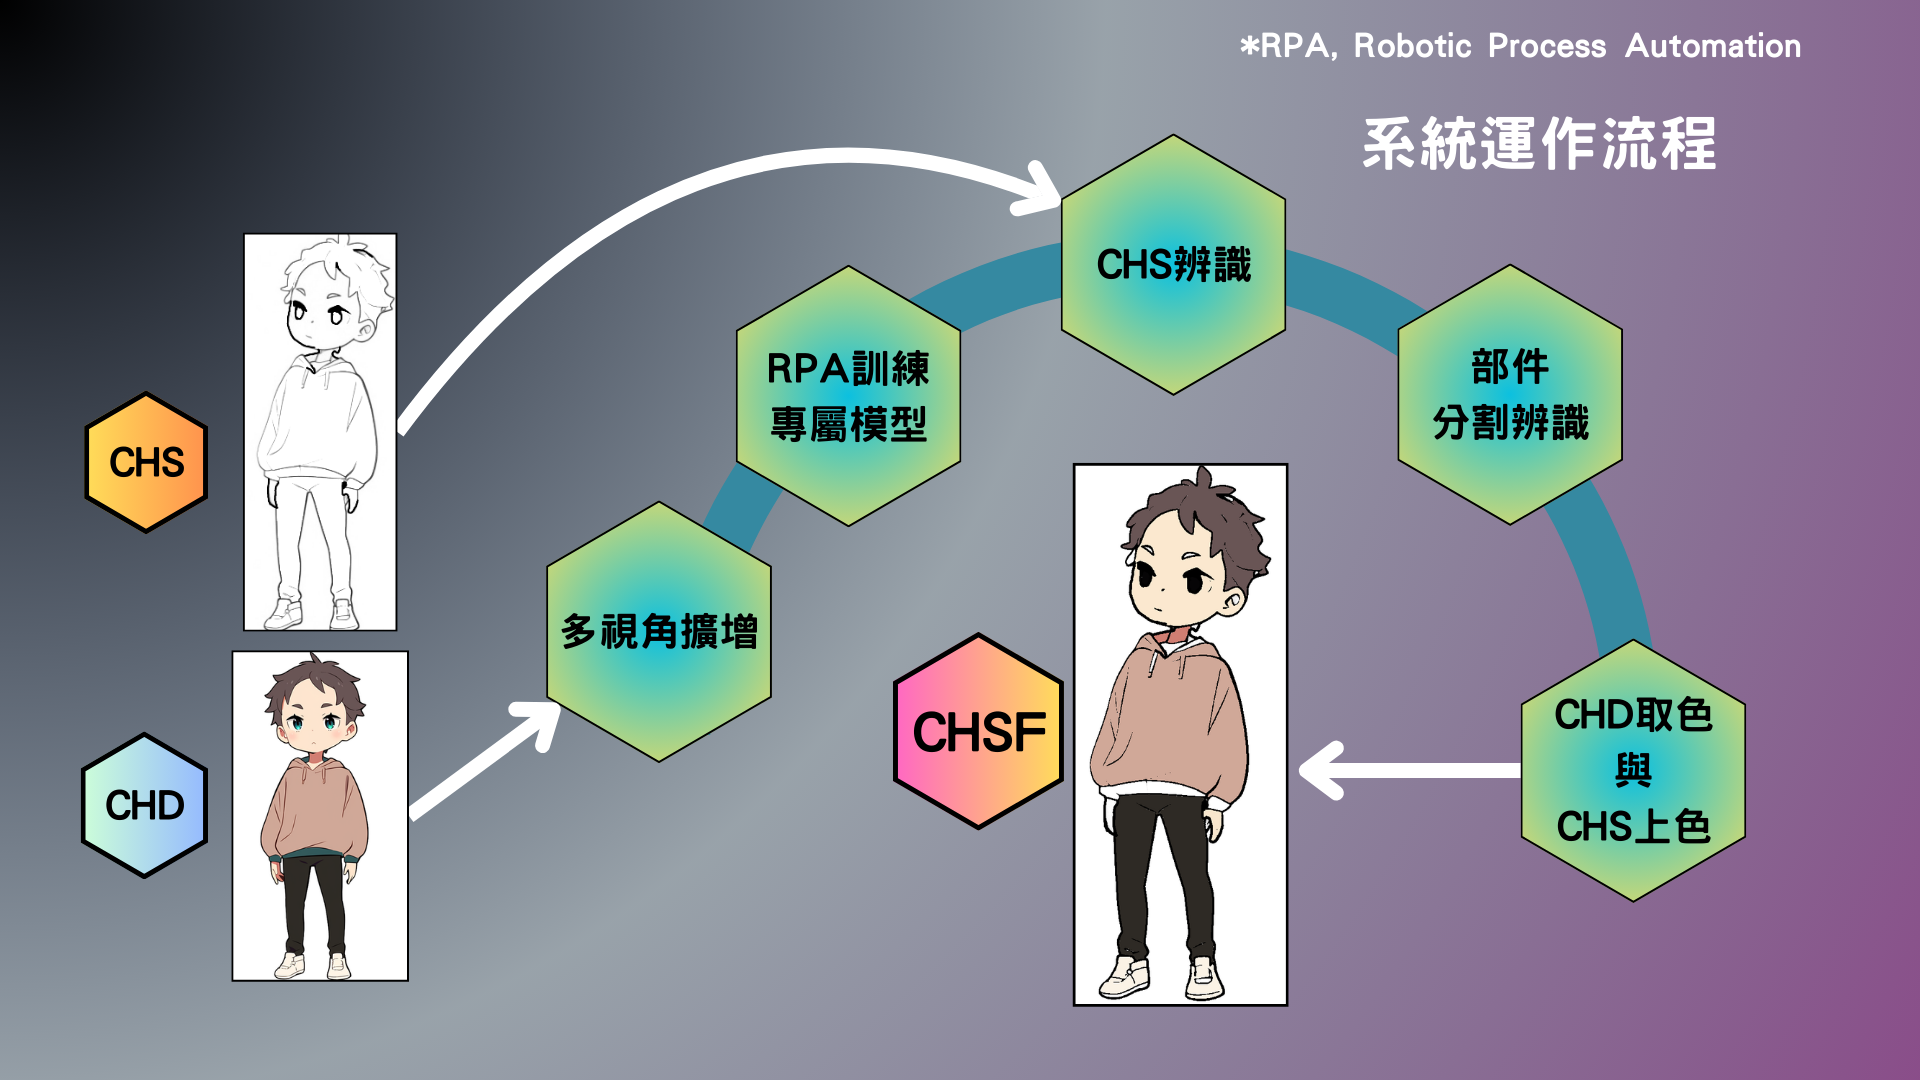 *RPA, Robotic Process Automation
系統運作流程
CHS
CHD
多視角擴增
RPA訓練
專屬模型
CHS辨識
部件
分割辨識
CHD取色
與
CHS上色
CHSF